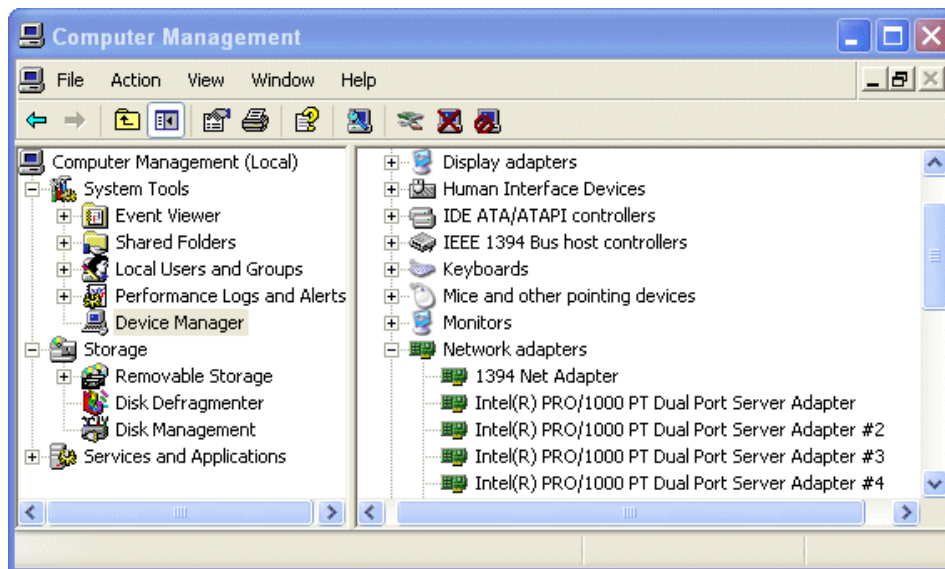 Computer Management
File Action View Window Help
Computer Management (Local)
System Tools
Event Viewer
Shared Folders
Local Users and Groups
Performance Logs and Alerts
Device Manager
Storage
Removable Storage
Disk Defragmenter
Disk Management
Services and Applications
Display adapters
Human Interface Devices
IDE ATA/ATAPI controllers
IEEE 1394 Bus host controllers
Keyboards
Mice and other pointing devices
Monitors
Network adapters
1394 Net Adapter
Intel(R) PRO/1000 PT Dual Port Server Adapter
Intel(R) PRO/1000 PT Dual Port Server Adapter #2
Intel(R) PRO/1000 PT Dual Port Server Adapter #3
Intel(R) PRO/1000 PT Dual Port Server Adapter #4